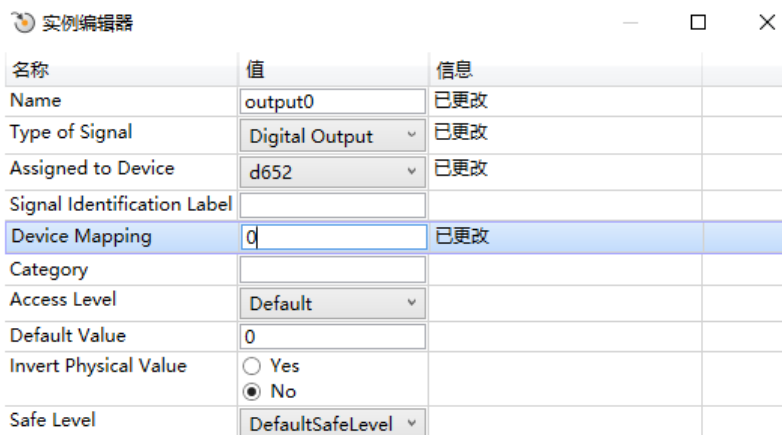 实例编辑器
名称 值 信息
Name output0 已更改
Type of Signal Digital Output 已更改
Assigned to Device d652 已更改
Signal Identification Label
Device Mapping 0 已更改
Category
Access Level Default
Default Value 0
Invert Physical Value Yes
No
Safe Level DefaultSafeLevel